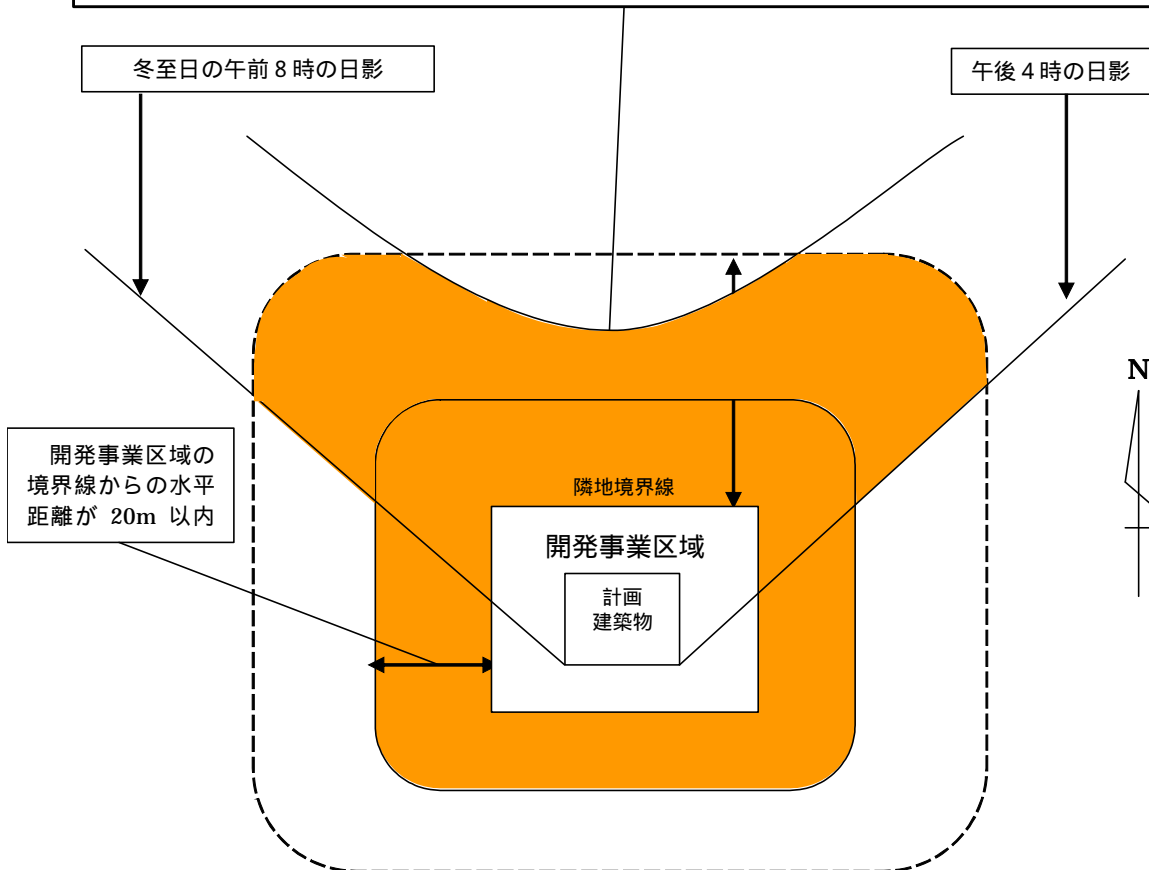 冬至日の午前8時の日影
午後4時の日影
N
開発事業区域の
境界線からの水平
距離が 20m 以内
隣地境界線
開発事業区域
計画
建築物